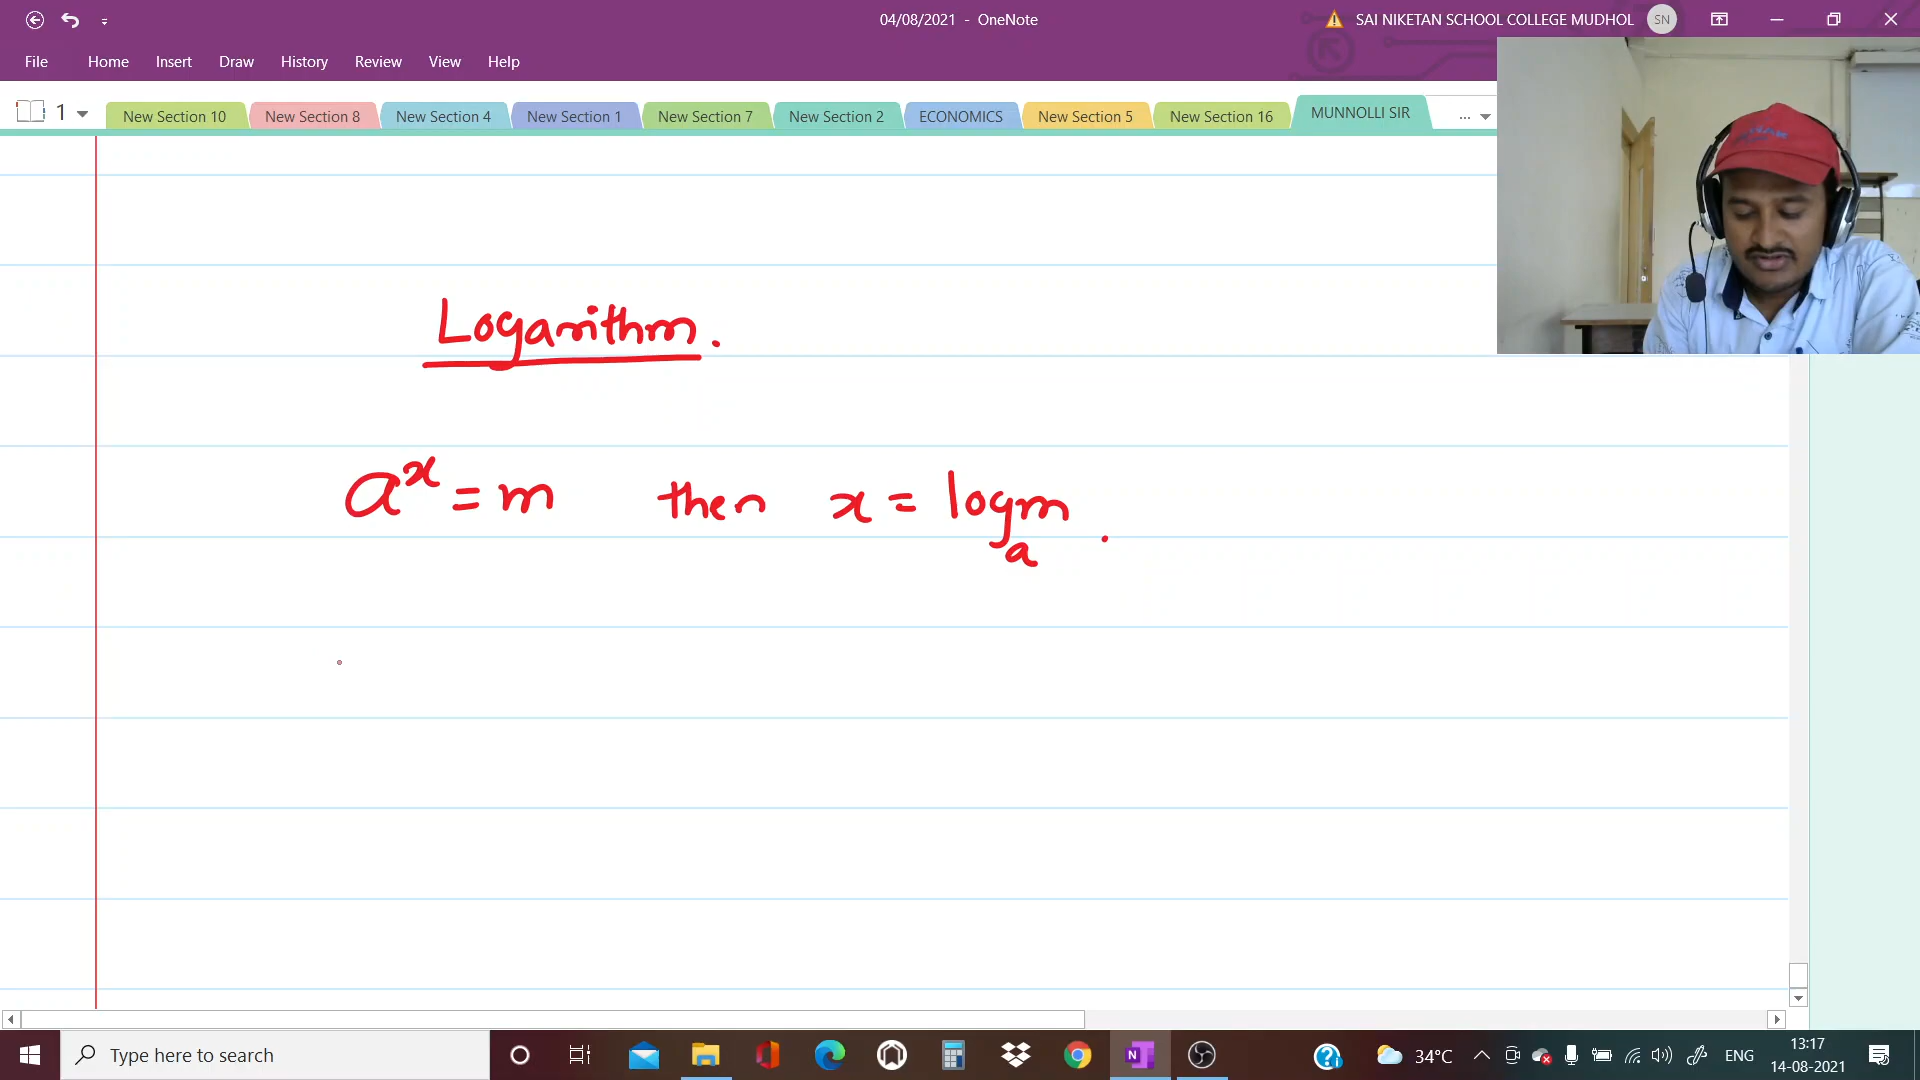 04/08/2021 - OneNote
SAI NIKETAN SCHOOL COLLEGE MUDHOL SN
File Home Insert Draw History Review View Help
1 New Section 10 New Section 8 New Section 4 New Section 1 New Section 7 New Section 2 ECONOMICS New Section 5 New Section 16 MUNNOLLI SIR ...
Logarithm.
aˣ = m then x = logₐm.
Type here to search
34°C ENG
13:17
14-08-2021